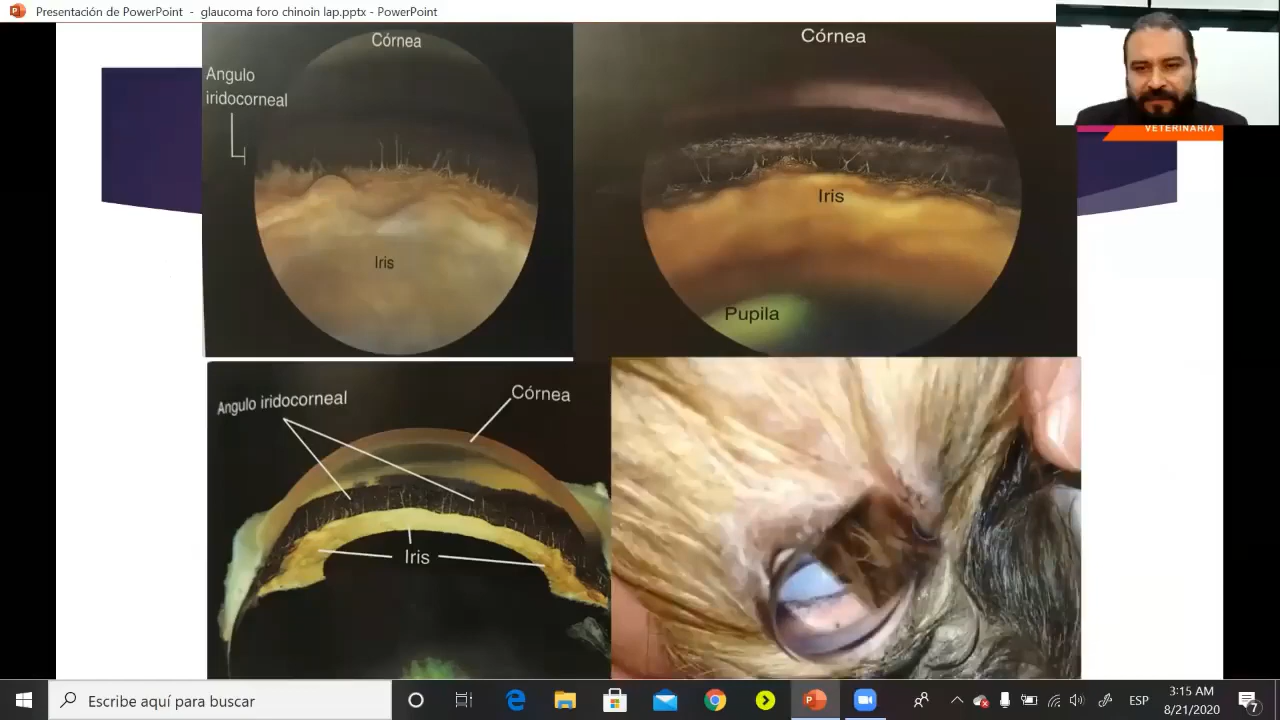 Presentación de PowerPoint - glaucoma foro chinoin lap.pptx - PowerPoint
Córnea
Angulo
iridocorneal
Iris
Córnea
Iris
Pupila
VETERINARIA
Angulo iridocorneal
Córnea
Iris
Escribe aquí para buscar
ESP
3:15 AM
8/21/2020
7